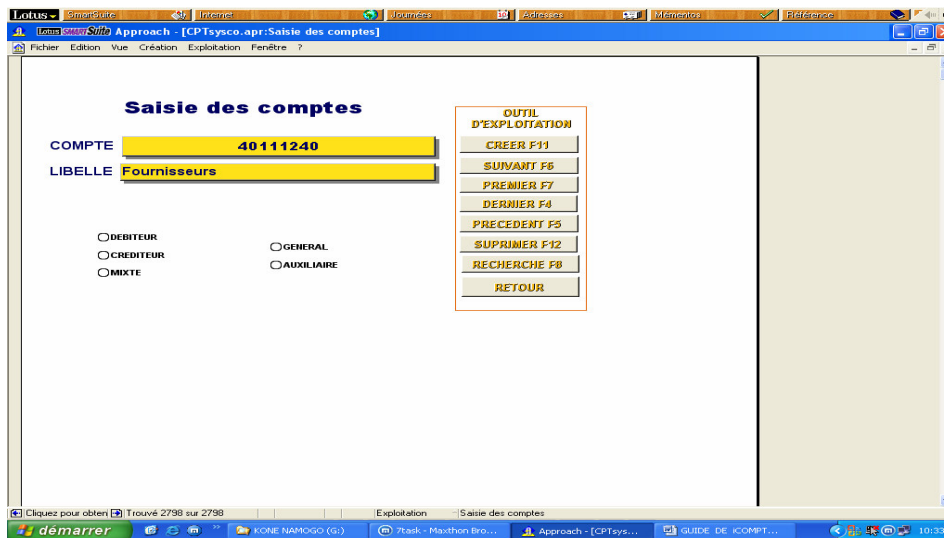 Lotus SmartSuite Internet Journées 10 Adresses Mémentos Référence
Lotus SMARTSuite Approach - [CPTsysco.apr:Saisie des comptes]
Fichier Edition Vue Création Exploitation Fenêtre ?
Saisie des comptes
COMPTE 40111240
LIBELLE Fournisseurs
DEBITEUR
CREDITEUR
MIXTE
GENERAL
AUXILIAIRE
OUTIL
D'EXPLOITATION
CREER F11
SUIVANT F6
PREMIER F7
DERNIER F4
PRECEDENT F5
SUPRIMER F12
RECHERCHE F8
RETOUR
Cliquez pour obten Trouvé 2798 sur 2798 Exploitation Saisie des comptes
démarrer KONE NAMOGO (G:) 7task - Maxthon Bro... Approach - [CPTsys... GUIDE DE iCOMPT... 10:33